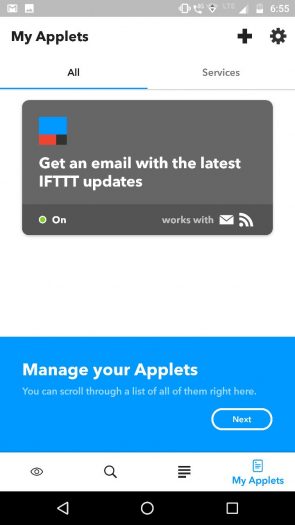 LTE 6:55
My Applets
All Services
Get an email with the latest
IFTTT updates
On works with
Manage your Applets
You can scroll through a list of all of them right here.
Next
My Applets